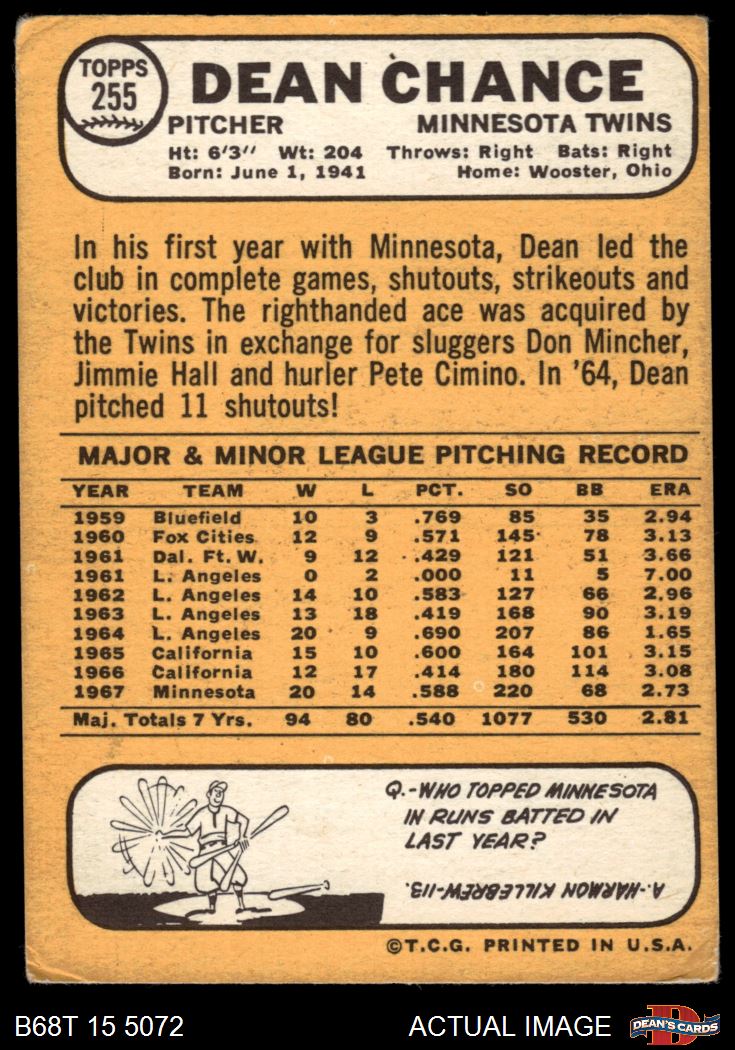 TOPPS
255
DEAN CHANCE
PITCHER MINNESOTA TWINS
Ht: 6'3" Wt: 204 Throws: Right Bats: Right
Born: June 1, 1941 Home: Wooster, Ohio
In his first year with Minnesota, Dean led the
club in complete games, shutouts, strikeouts and
victories. The righthanded ace was acquired by
the Twins in exchange for sluggers Don Mincher,
Jimmie Hall and hurler Pete Cimino. In '64, Dean
pitched 11 shutouts!
MAJOR & MINOR LEAGUE PITCHING RECORD
YEAR TEAM W L PCT. SO BB ERA
1959 Bluefield 10 3 .769 85 35 2.94
1960 Fox Cities 12 9 .571 145 78 3.13
1961 Dal. Ft. W. 9 12 .429 121 51 3.66
1961 L. Angeles 0 2 .000 11 5 7.00
1962 L. Angeles 14 10 .583 127 66 2.96
1963 L. Angeles 13 18 .419 168 90 3.19
1964 L. Angeles 20 9 .690 207 86 1.65
1965 California 15 10 .600 164 101 3.15
1966 California 12 17 .414 180 114 3.08
1967 Minnesota 20 14 .588 220 68 2.73
Maj. Totals 7 Yrs. 94 80 .540 1077 530 2.81
Q.-WHO TOPPED MINNESOTA
IN RUNS BATTED IN
LAST YEAR?
A.-HARMON KILLEBREW-113.
©T.C.G. PRINTED IN U.S.A.
B68T 15 5072 ACTUAL IMAGE
D
DEAN'S CARDS